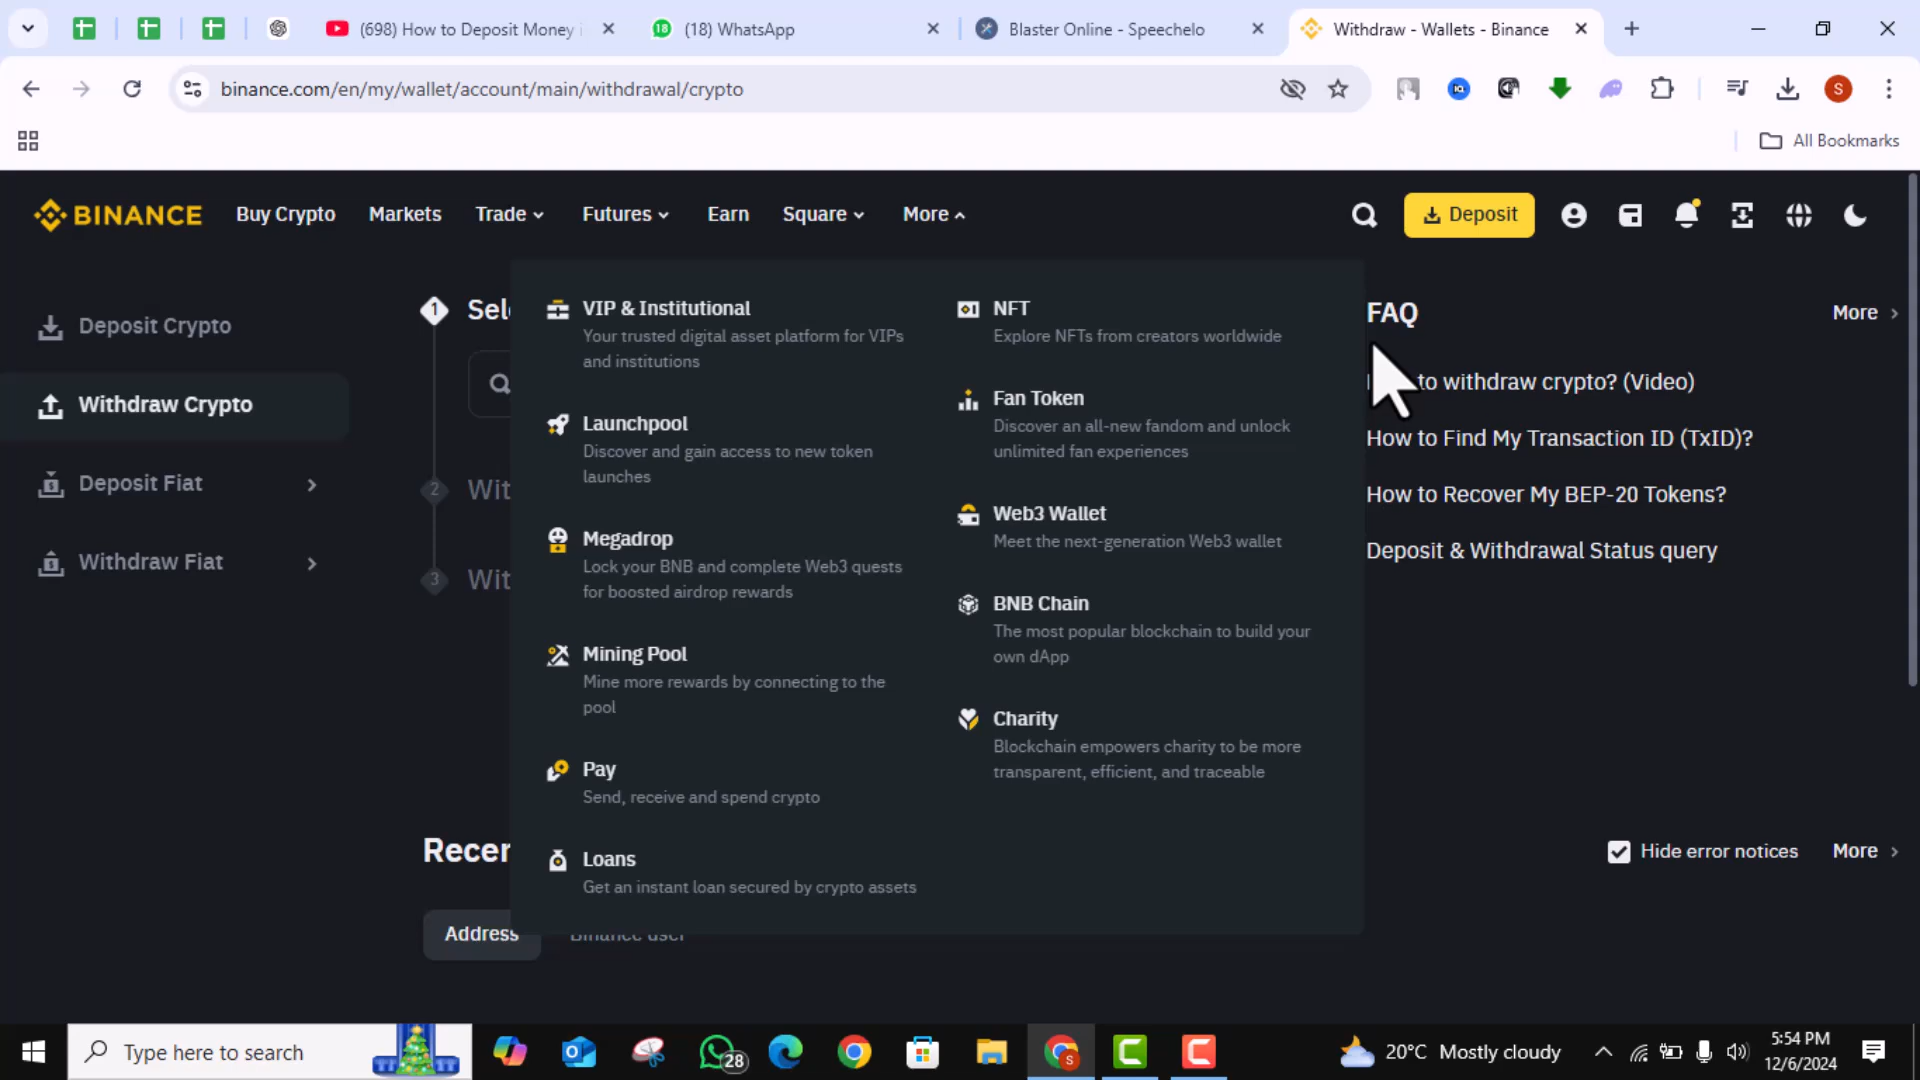 (698) How to Deposit Money i
18
(18) WhatsApp
Blaster Online - Speechelo
Withdraw - Wallets - Binance
binance.com/en/my/wallet/account/main/withdrawal/crypto
S
All Bookmarks
BINANCE
Buy Crypto
Markets
Trade
Futures
Earn
Square
More
Deposit
Deposit Crypto
Withdraw Crypto
Deposit Fiat
Withdraw Fiat
1
Sel
2
Wit
3
Wit
VIP & Institutional
Your trusted digital asset platform for VIPs
and institutions
Launchpool
Discover and gain access to new token
launches
Megadrop
Lock your BNB and complete Web3 quests
for boosted airdrop rewards
Mining Pool
Mine more rewards by connecting to the
pool
Pay
Send, receive and spend crypto
Loans
Get an instant loan secured by crypto assets
NFT
Explore NFTs from creators worldwide
Fan Token
Discover an all-new fandom and unlock
unlimited fan experiences
Web3 Wallet
Meet the next-generation Web3 wallet
BNB Chain
The most popular blockchain to build your
own dApp
Charity
Blockchain empowers charity to be more
transparent, efficient, and traceable
FAQ
More
to withdraw crypto? (Video)
How to Find My Transaction ID (TxID)?
How to Recover My BEP-20 Tokens?
Deposit & Withdrawal Status query
Recer
Hide error notices
More
Address
Binance user
Type here to search
28
S
20°C Mostly cloudy
5:54 PM
12/6/2024